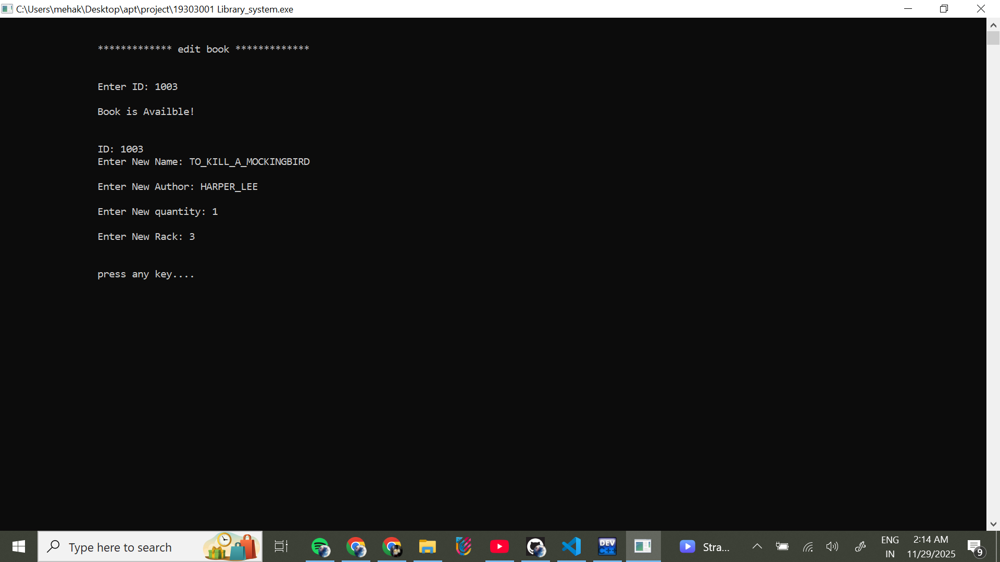 C:\Users\mehak\Desktop\apt\project\19303001 Library_system.exe
************* edit book *************
Enter ID: 1003
Book is Availble!
ID: 1003
Enter New Name: TO_KILL_A_MOCKINGBIRD
Enter New Author: HARPER_LEE
Enter New quantity: 1
Enter New Rack: 3
press any key....
Type here to search
DEV
C++
Stra...
ENG
IN
2:14 AM
11/29/2025
9